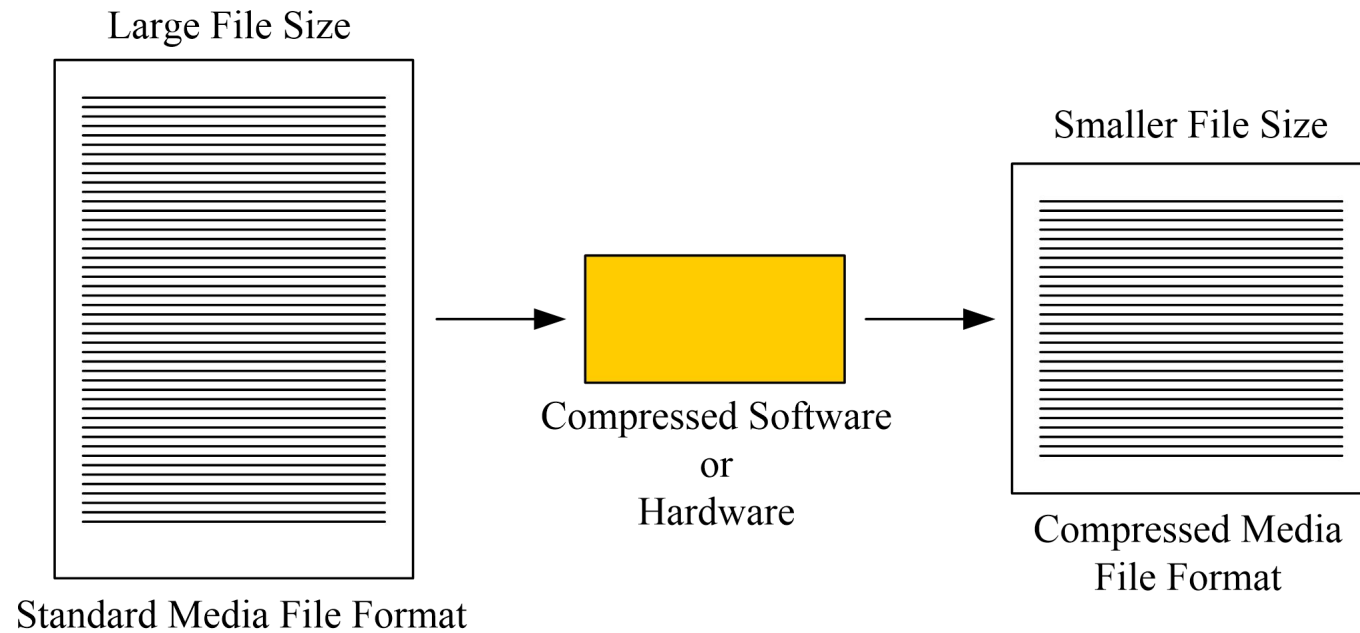 Large File Size
Standard Media File Format
Compressed Software
or
Hardware
Smaller File Size
Compressed Media
File Format